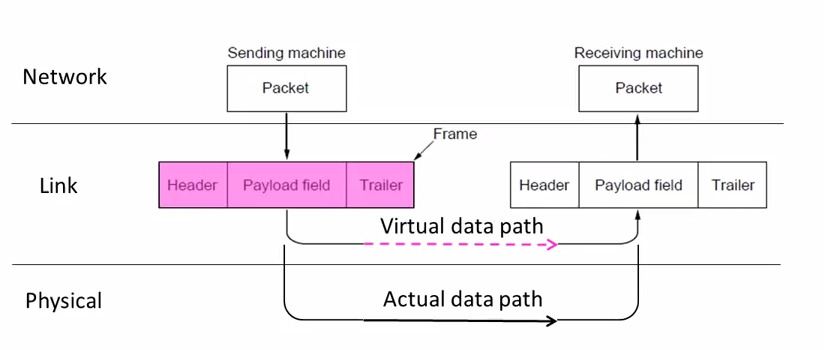 Sending machine
Receiving machine
Network
Packet
Packet
Frame
Link
Header
Payload field
Trailer
Header
Payload field
Trailer
Virtual data path
Physical
Actual data path